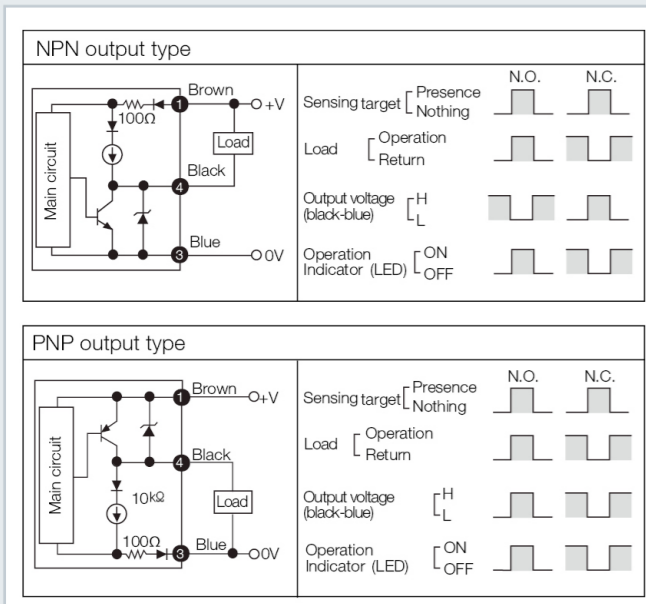 NPN output type
Brown
1
+V
100Ω
Load
Black
4
Main circuit
Blue
3
0V
N.O.
N.C.
Sensing target
Presence
Nothing
Load
Operation
Return
Output voltage
(black-blue)
H
L
Operation
Indicator (LED)
ON
OFF
PNP output type
Brown
1
+V
Black
4
Main circuit
10kΩ
Load
100Ω
Blue
3
0V
N.O.
N.C.
Sensing target
Presence
Nothing
Load
Operation
Return
Output voltage
(black-blue)
H
L
Operation
Indicator (LED)
ON
OFF